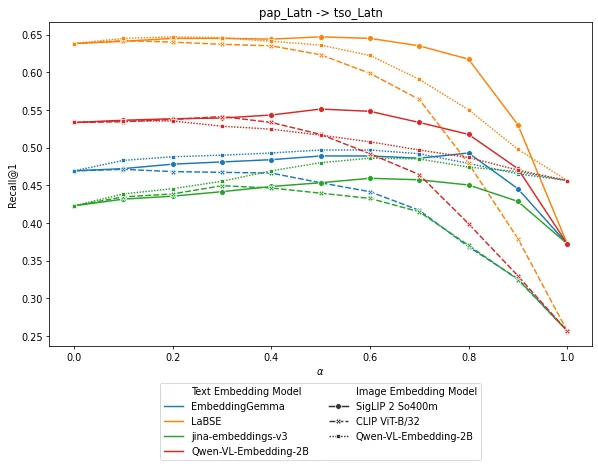 pap_Latn -> tso_Latn
Recall@1
0.65
0.60
0.55
0.50
0.45
0.40
0.35
0.30
0.25
0.0 0.2 0.4 0.6 0.8 1.0
α
Text Embedding Model Image Embedding Model
EmbeddingGemma SigLIP 2 So400m
LaBSE CLIP ViT-B/32
jina-embeddings-v3 Qwen-VL-Embedding-2B
Qwen-VL-Embedding-2B